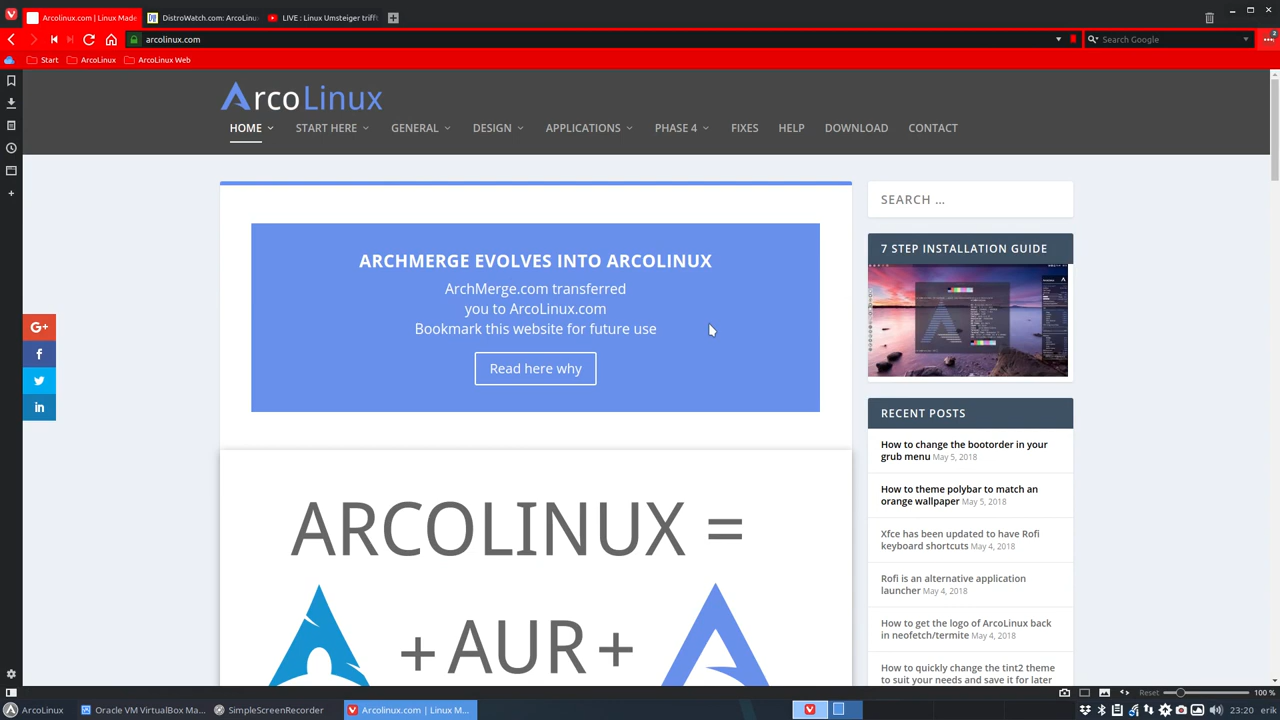 Arcolinux.com | Linux Made
DistroWatch.com: ArcoLinu
LIVE : Linux Umsteiger trifft
arcolinux.com
Search Google
2
Start
ArcoLinux
ArcoLinux Web
ArcoLinux
HOME
START HERE
GENERAL
DESIGN
APPLICATIONS
PHASE 4
FIXES
HELP
DOWNLOAD
CONTACT
ARCHMERGE EVOLVES INTO ARCOLINUX
ArchMerge.com transferred
you to ArcoLinux.com
Bookmark this website for future use
Read here why
SEARCH …
7 STEP INSTALLATION GUIDE
G+
f
in
RECENT POSTS
How to change the bootorder in your
grub menu May 5, 2018
How to theme polybar to match an
orange wallpaper May 5, 2018
Xfce has been updated to have Rofi
keyboard shortcuts May 4, 2018
Rofi is an alternative application
launcher May 4, 2018
How to get the logo of ArcoLinux back
in neofetch/termite May 4, 2018
How to quickly change the tint2 theme
to suit your needs and save it for later
ARCOLINUX =
+ AUR +
Reset
100 %
ArcoLinux
Oracle VM VirtualBox Ma...
SimpleScreenRecorder
Arcolinux.com | Linux M...
23:20
erik